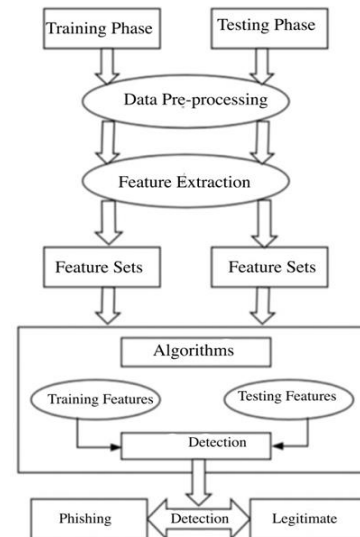 Training Phase
Testing Phase
Data Pre-processing
Feature Extraction
Feature Sets
Feature Sets
Algorithms
Training Features
Testing Features
Detection
Phishing
Detection
Legitimate